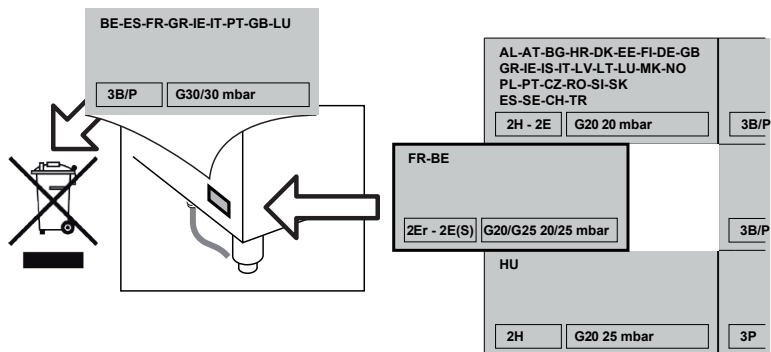 BE-ES-FR-GR-IE-IT-PT-GB-LU
3B/P G30/30 mbar
AL-AT-BG-HR-DK-EE-FI-DE-GB
GR-IE-IS-IT-LV-LT-LU-MK-NO
PL-PT-CZ-RO-SI-SK
ES-SE-CH-TR
2H - 2E G20 20 mbar 3B/P
FR-BE
2Er - 2E(S) G20/G25 20/25 mbar 3B/P
HU
2H G20 25 mbar 3P